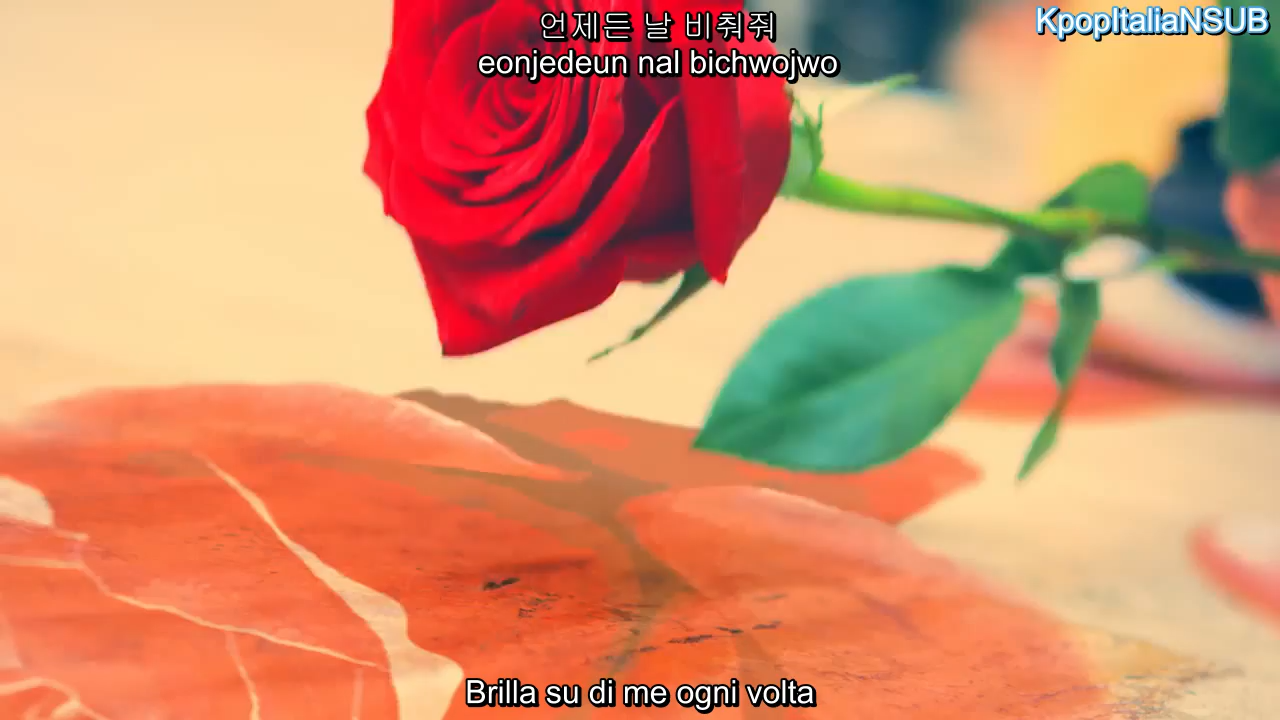 언제든 날 비춰줘
KpopItaliaNSUB
eonjedeun nal bichwojwo
Brilla su di me ogni volta